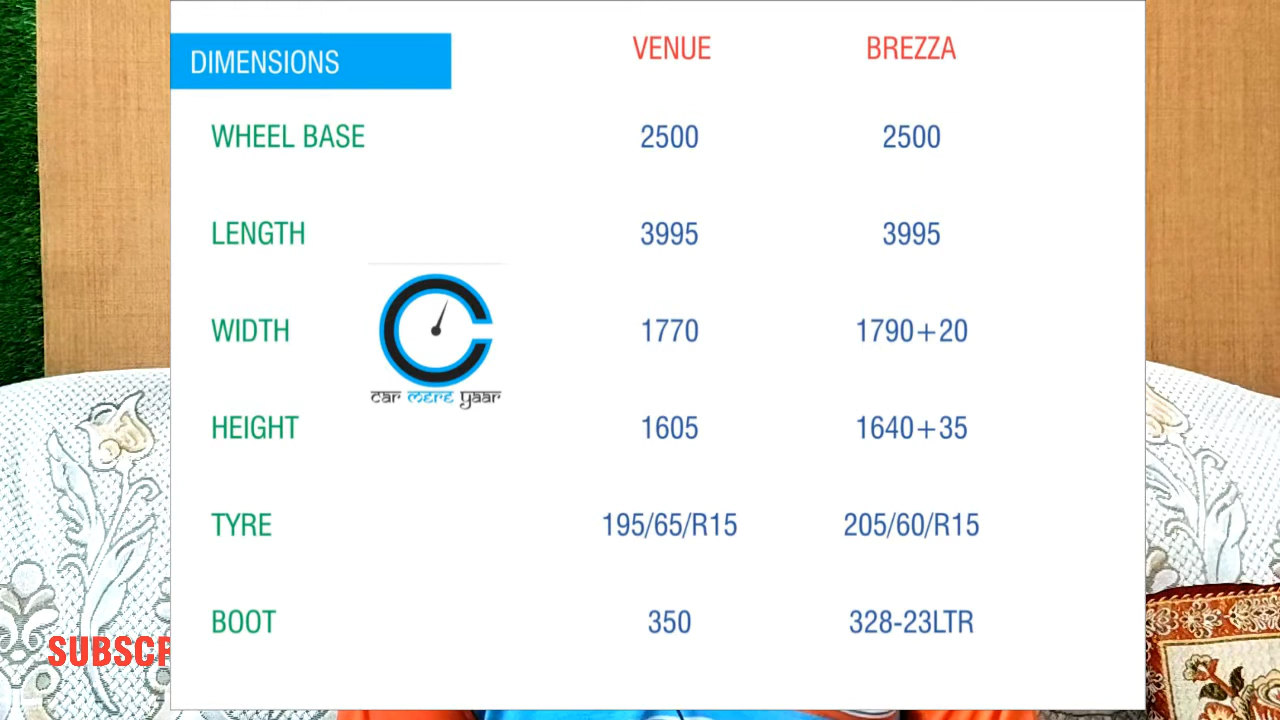 DIMENSIONS VENUE BREZZA
WHEEL BASE 2500 2500
LENGTH 3995 3995
WIDTH 1770 1790+20
car mere yaar
HEIGHT 1605 1640+35
TYRE 195/65/R15 205/60/R15
BOOT 350 328-23LTR
SUBSCR